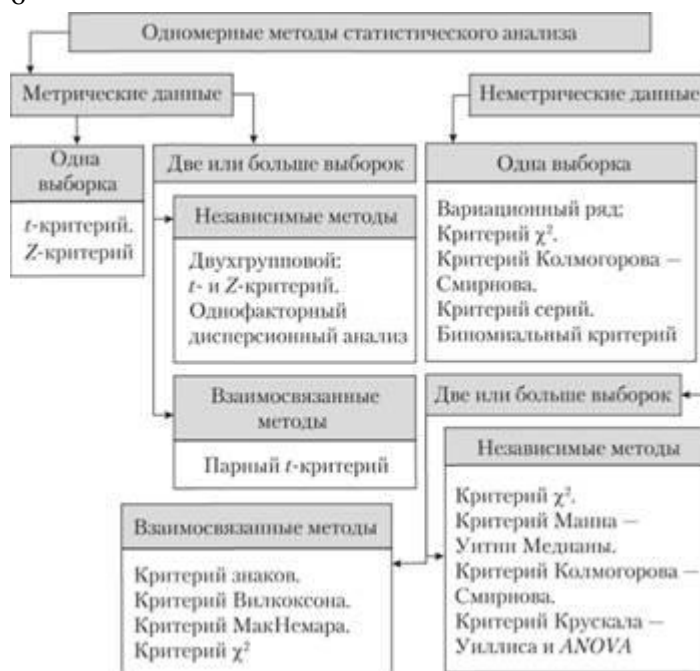 Одномерные методы статистического анализа
Метрические данные
Неметрические данные
Одна
выборка
t-критерий.
Z-критерий
Две или больше выборок
Независимые методы
Двухгрупповой:
t- и Z-критерий.
Однофакторный
дисперсионный анализ
Взаимосвязанные
методы
Парный t-критерий
Одна выборка
Вариационный ряд:
Критерий χ².
Критерий Колмогорова —
Смирнова.
Критерий серий.
Биномиальный критерий
Две или больше выборок
Независимые методы
Критерий χ².
Критерий Манна —
Уитни Медианы.
Критерий Колмогорова —
Смирнова.
Критерий Крускала —
Уиллиса и ANOVA
Взаимосвязанные методы
Критерий знаков.
Критерий Вилкоксона.
Критерий МакНемара.
Критерий χ²